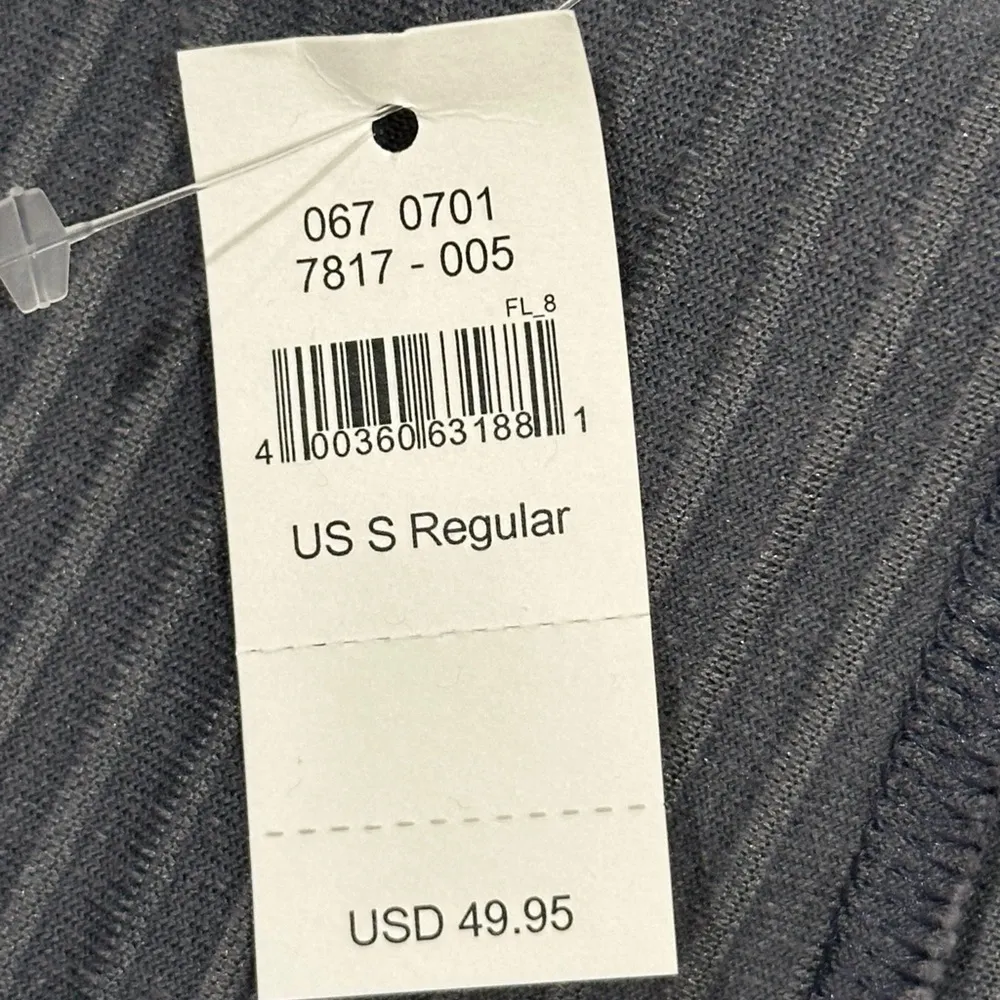 067 0701
7817 - 005
FL_8
4 00360 63188 1
US S Regular
USD 49.95